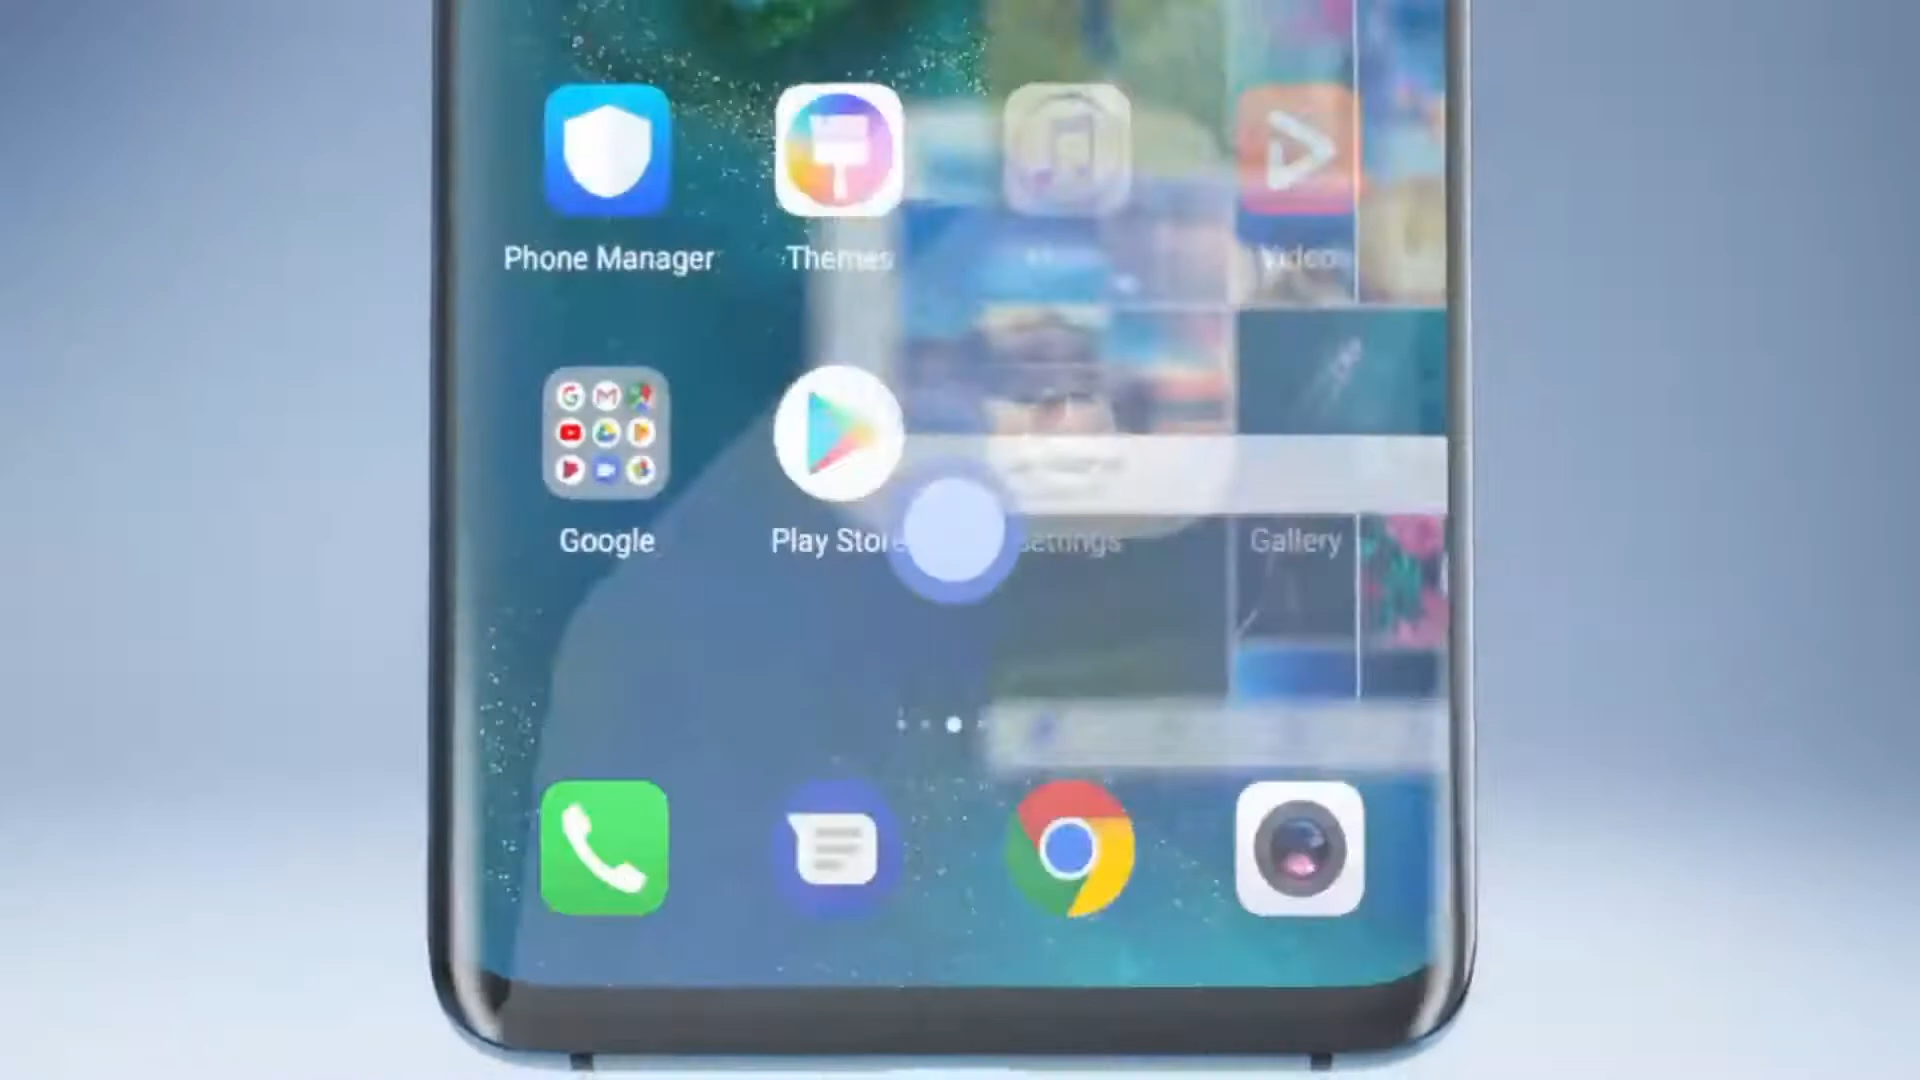 Phone Manager
Themes
Video
Google
Play Store
Settings
Gallery